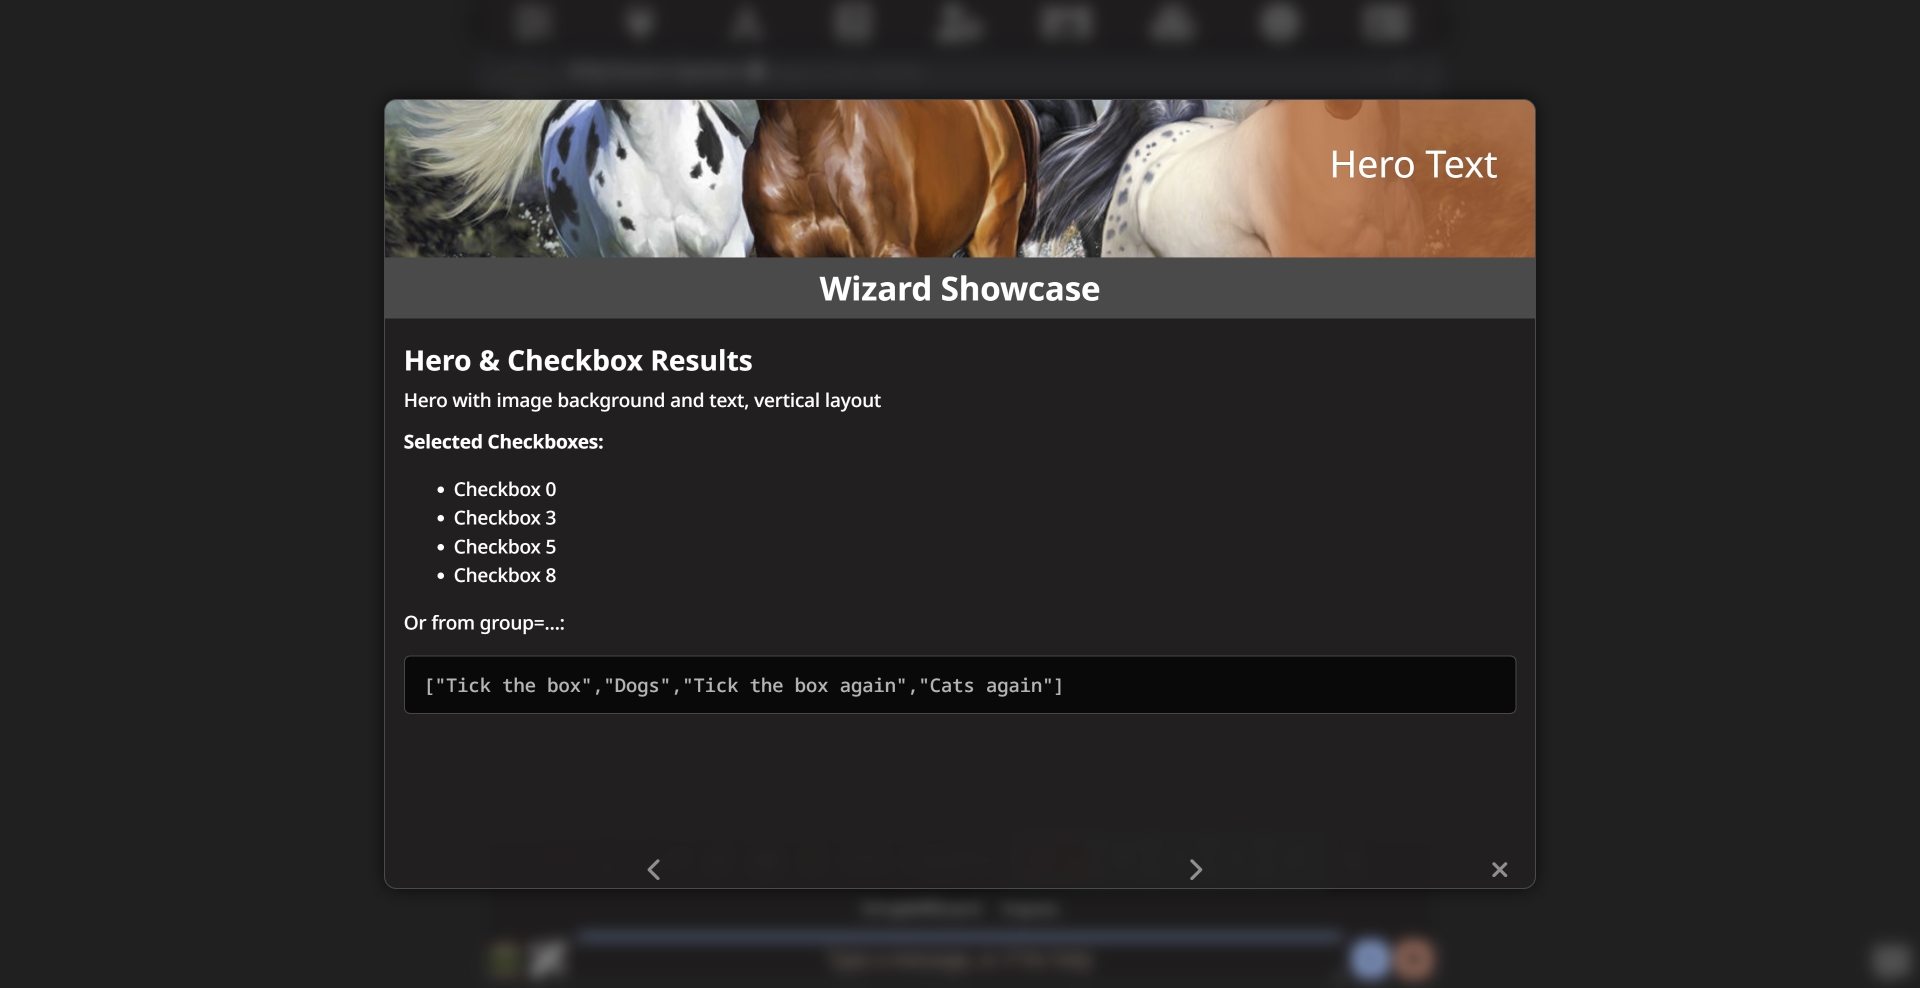 Hero Text
Wizard Showcase
Hero & Checkbox Results
Hero with image background and text, vertical layout
Selected Checkboxes:
• Checkbox 0
• Checkbox 3
• Checkbox 5
• Checkbox 8
Or from group=...:
["Tick the box","Dogs","Tick the box again","Cats again"]